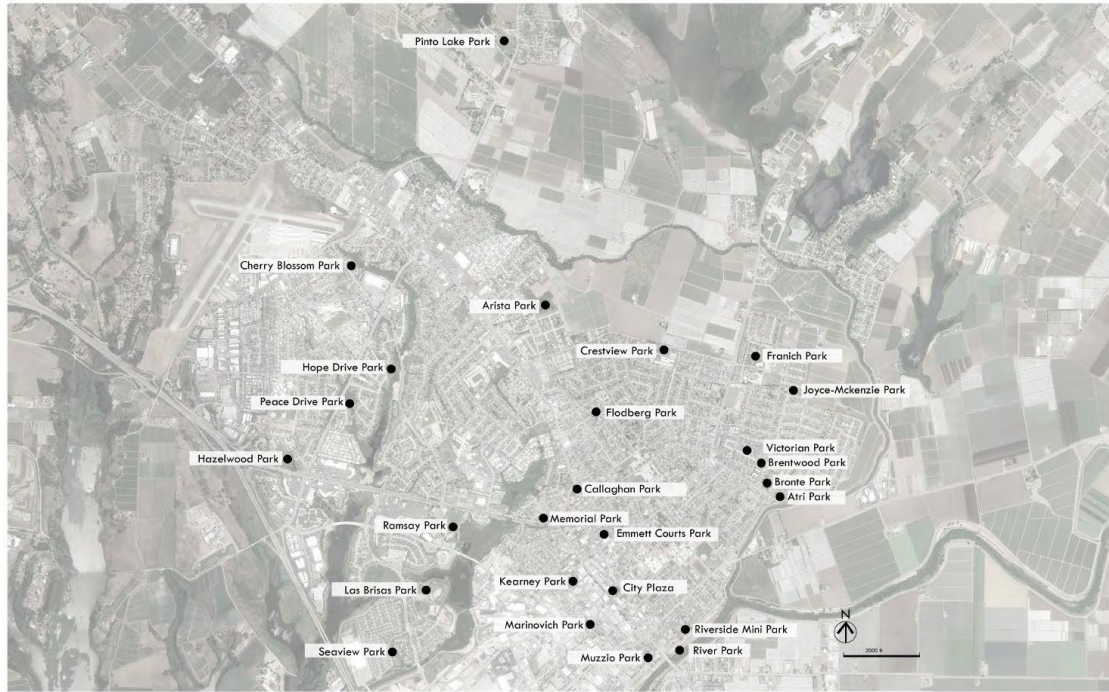 Pinto Lake Park
Cherry Blossom Park
Arista Park
Crestview Park
Franich Park
Hope Drive Park
Joyce-Mckenzie Park
Peace Drive Park
Flodberg Park
Victorian Park
Hazelwood Park
Brentwood Park
Bronte Park
Callaghan Park
Atri Park
Memorial Park
Ramsay Park
Emmett Courts Park
Kearney Park
Las Brisas Park
City Plaza
N
Marinovich Park
Riverside Mini Park
Seaview Park
River Park
Muzzio Park
2000 ft